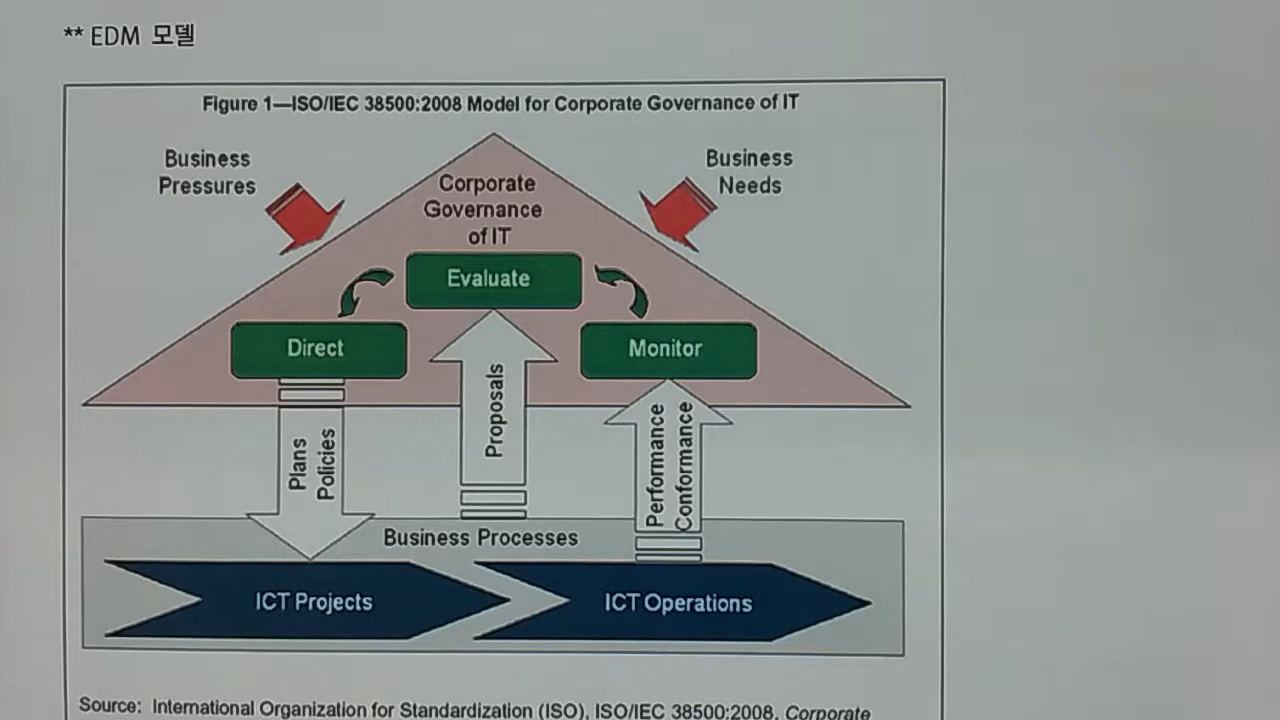 ** EDM 모델
Figure 1—ISO/IEC 38500:2008 Model for Corporate Governance of IT
Business
Pressures
Business
Needs
Corporate
Governance
of IT
Evaluate
Direct
Monitor
Plans
Policies
Proposals
Performance
Conformance
Business Processes
ICT Projects
ICT Operations
Source: International Organization for Standardization (ISO), ISO/IEC 38500:2008, Corporate